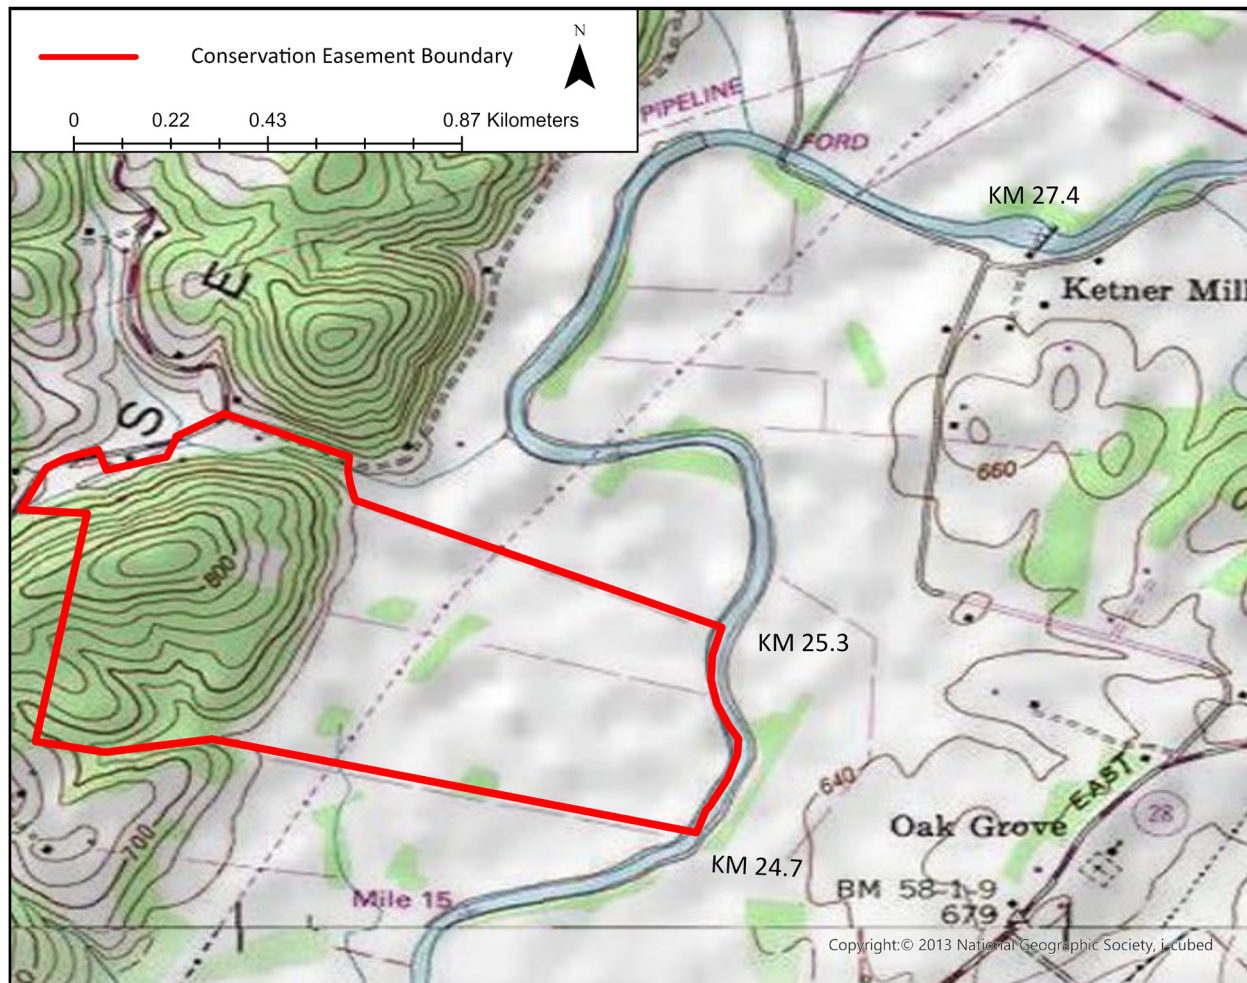 N
Conservation Easement Boundary
0 0.22 0.43 0.87 Kilometers
PIPELINE
FORD
KM 27.4
Ketner Mill
E
S
660
800
KM 25.3
640
EAST
28
Oak Grove
700
KM 24.7
Mile 15
BM 58-1-9
679
Copyright:© 2013 National Geographic Society, i-cubed